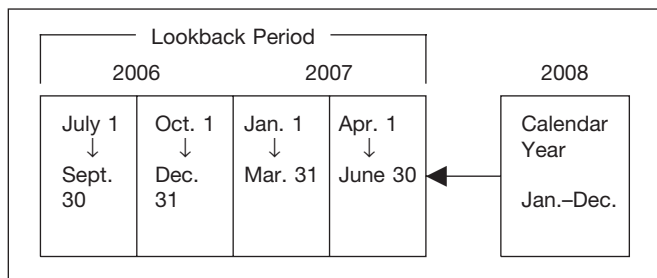 Lookback Period
2006 2007 2008
July 1 Oct. 1 Jan. 1 Apr. 1 Calendar
↓ ↓ ↓ ↓ Year
Sept. Dec. Mar. 31 June 30
30 31 Jan.–Dec.